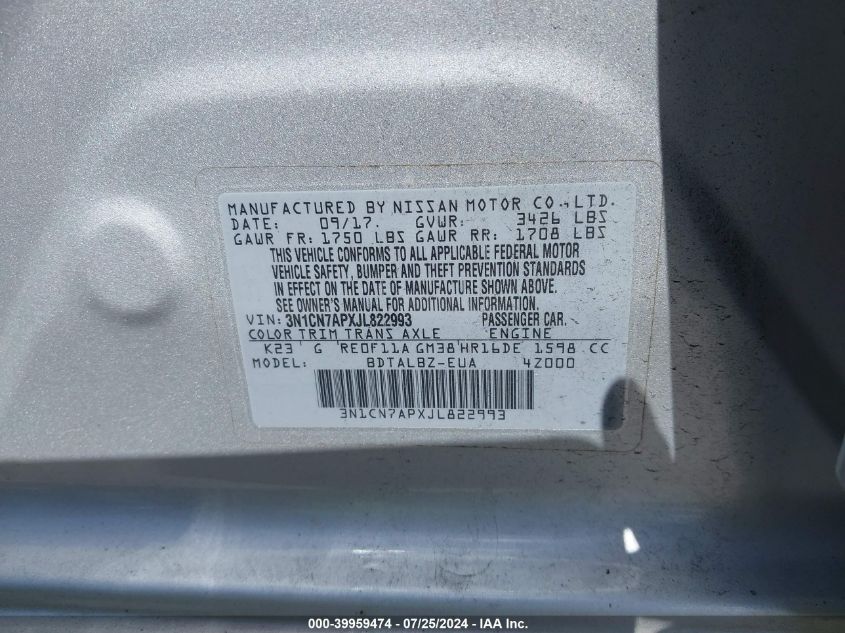 MANUFACTURED BY NISSAN MOTOR CO.,LTD.
DATE: 09/17. GVWR: 3426 LBS
GAWR FR: 1750 LBS GAWR RR: 1708 LBS
THIS VEHICLE CONFORMS TO ALL APPLICABLE FEDERAL MOTOR
VEHICLE SAFETY, BUMPER AND THEFT PREVENTION STANDARDS
IN EFFECT ON THE DATE OF MANUFACTURE SHOWN ABOVE.
SEE OWNER'S MANUAL FOR ADDITIONAL INFORMATION.
VIN: 3N1CN7APXJL822993 PASSENGER CAR.
COLOR TRIM TRANS AXLE ENGINE
K23 G RE0F11A GM38 HR16DE 1598 CC
MODEL: BDTALBZ-EUA 42000
3N1CN7APXJL822993
000-39959474 / 07/25/2024 - IAA Inc.